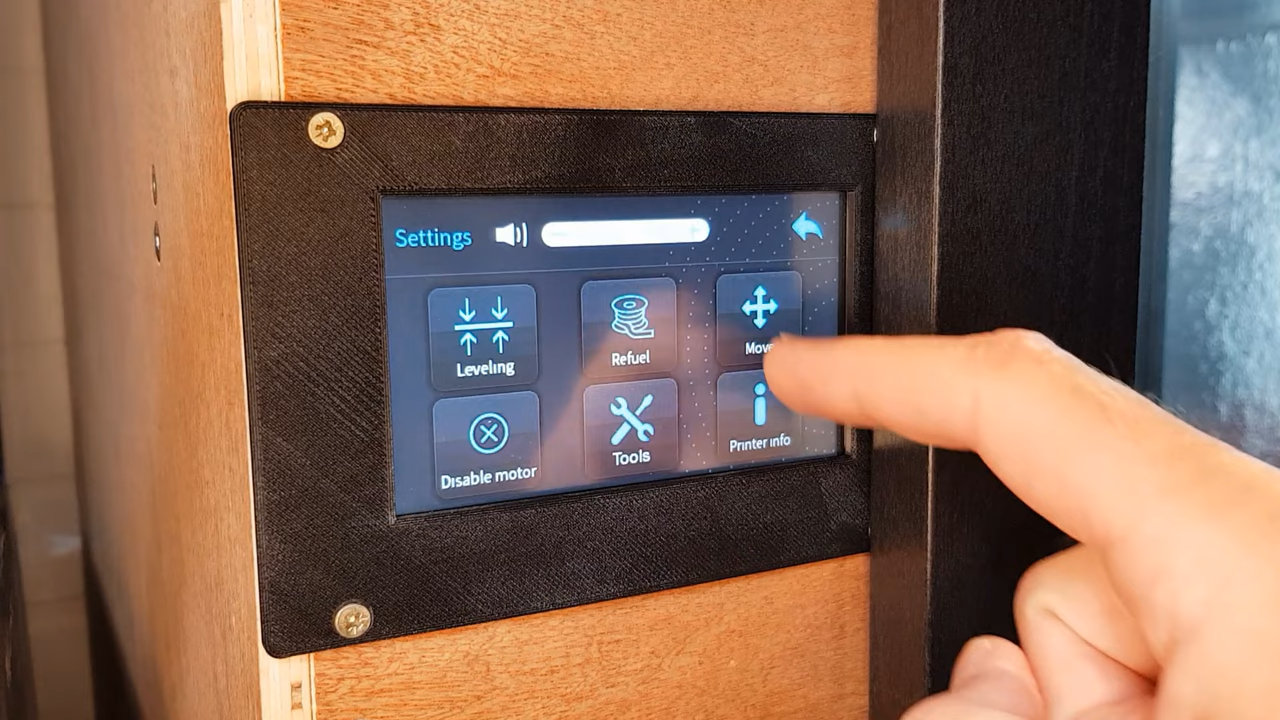 Settings
Leveling
Refuel
Move
Disable motor
Tools
Printer info